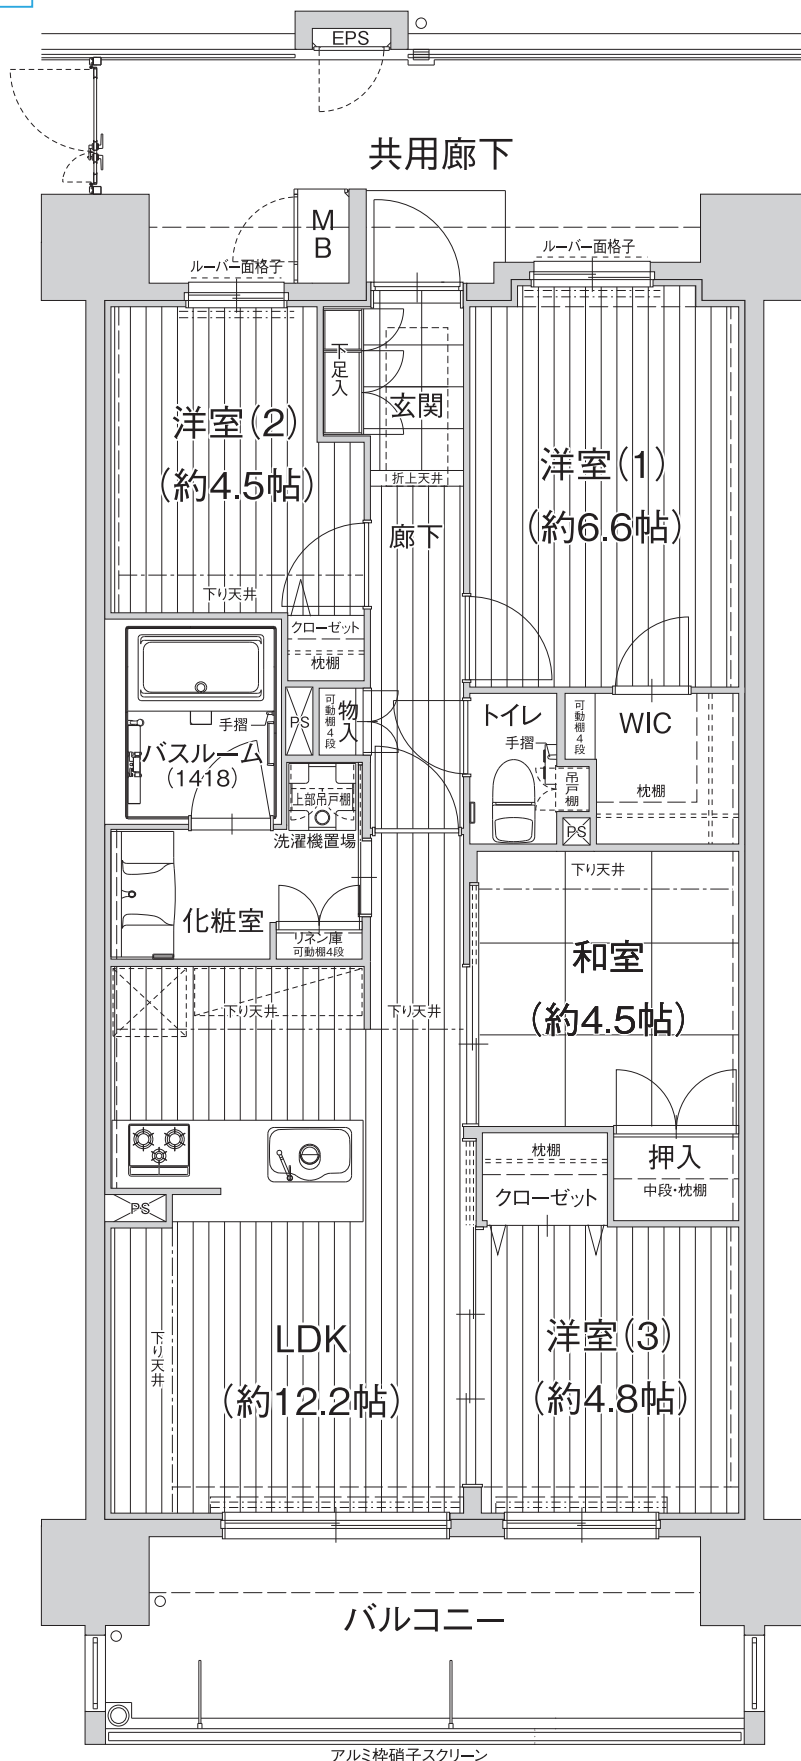 EPS
共用廊下
MB
ルーバー面格子
ルーバー面格子
下足入
玄関
洋室(2)
(約4.5帖)
洋室(1)
(約6.6帖)
折上天井
廊下
下り天井
クローゼット
枕棚
手摺
PS
可動棚4段
物入
トイレ
手摺
可動棚4段
WIC
バスルーム
(1418)
吊戸棚
枕棚
上部吊戸棚
洗濯機置場
PS
下り天井
化粧室
リネン庫
可動棚4段
和室
(約4.5帖)
下り天井
下り天井
枕棚
押入
中段・枕棚
クローゼット
PS
下り天井
LDK
(約12.2帖)
洋室(3)
(約4.8帖)
バルコニー
アルミ枠硝子スクリーン